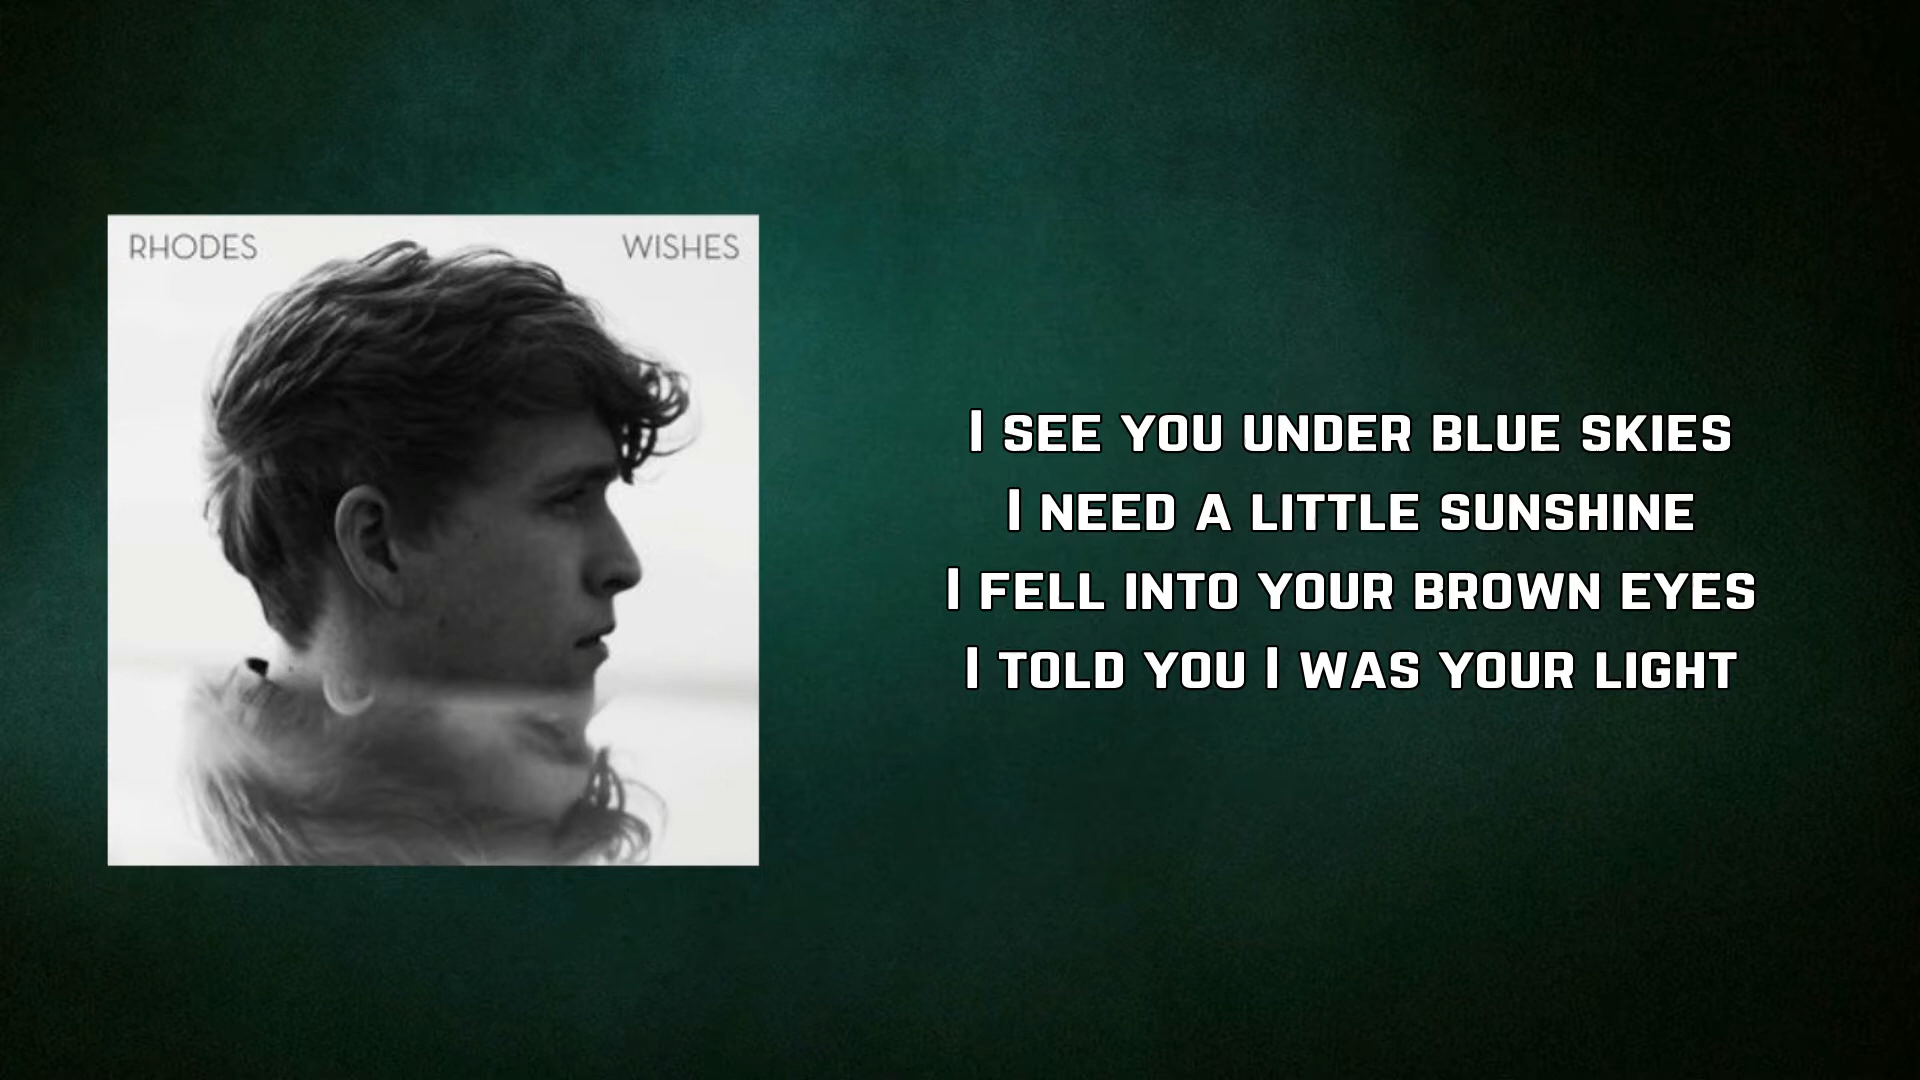 RHODES WISHES
I SEE YOU UNDER BLUE SKIES
I NEED A LITTLE SUNSHINE
I FELL INTO YOUR BROWN EYES
I TOLD YOU I WAS YOUR LIGHT